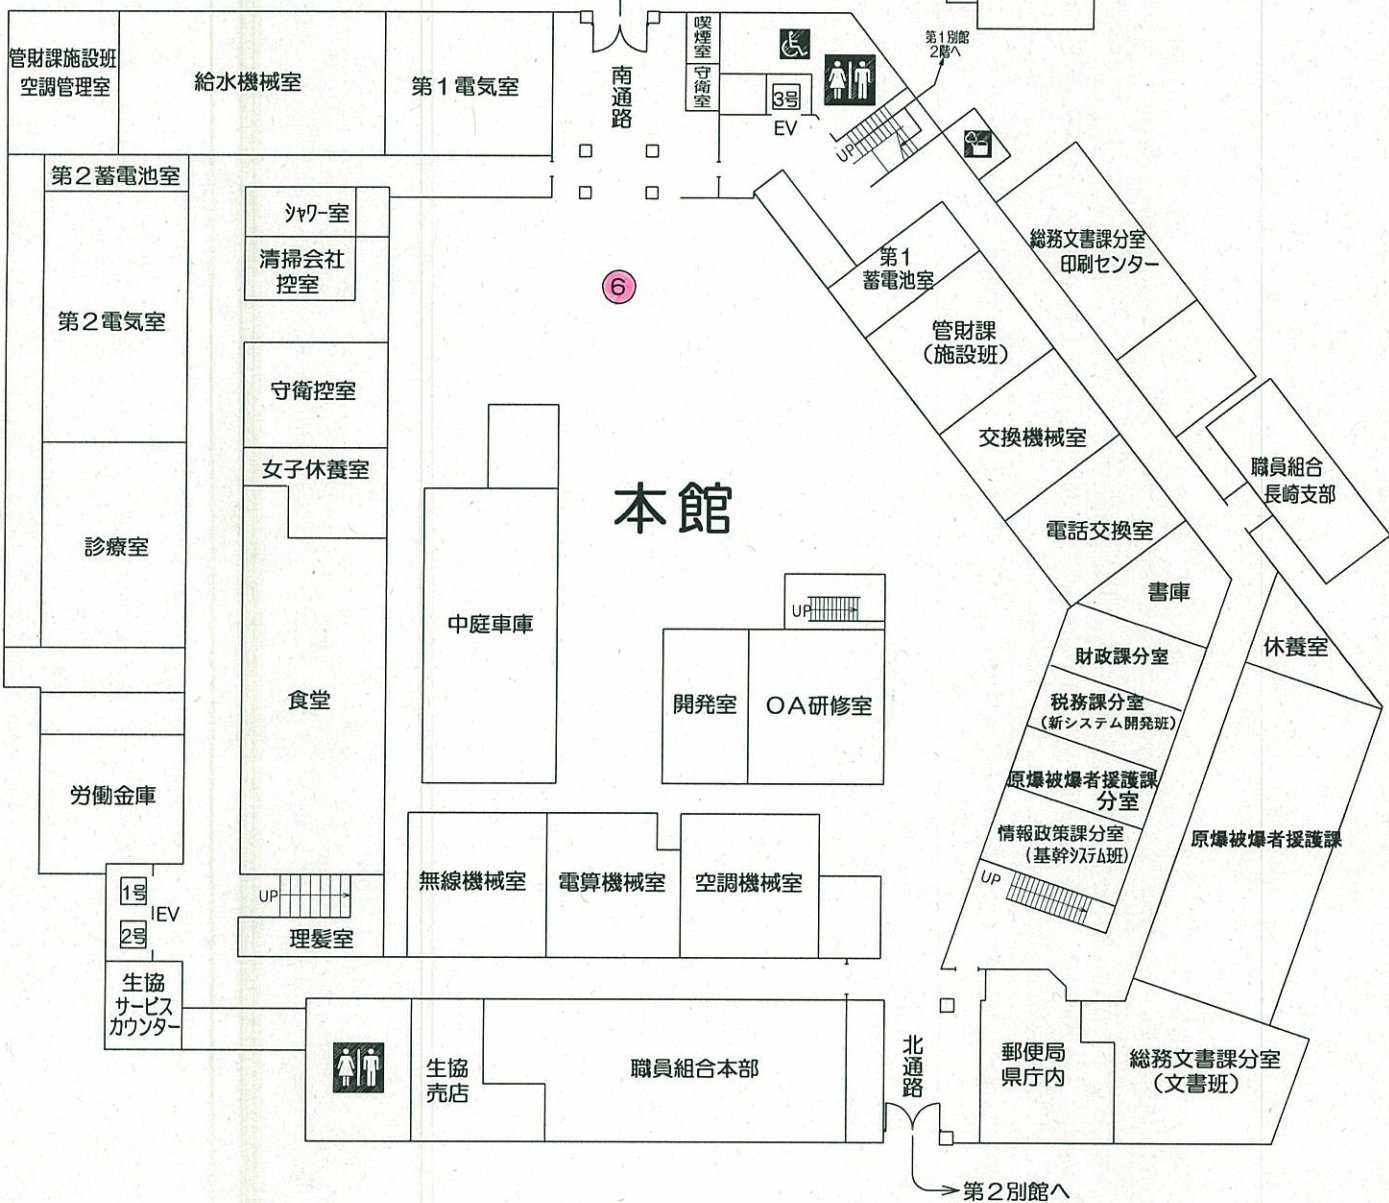 管財課施設班
空調管理室
給水機械室
第1電気室
南通路
喫煙室
守衛室
3号
EV
UP
第1別館
2階へ
第2蓄電池室
シャワー室
清掃会社
控室
第2電気室
⑥
第1
蓄電池室
総務文書課分室
印刷センター
管財課
(施設班)
守衛控室
交換機械室
女子休養室
職員組合
長崎支部
本館
診療室
電話交換室
中庭車庫
UP
書庫
休養室
財政課分室
食堂
開発室
OA研修室
税務課分室
(新システム開発班)
労働金庫
原爆被爆者援護課
分室
情報政策課分室
(基幹システム班)
原爆被爆者援護課
無線機械室
電算機械室
空調機械室
UP
1号
2号
EV
UP
理髪室
生協
サービス
カウンター
生協
売店
職員組合本部
北通路
郵便局
県庁内
総務文書課分室
(文書班)
第2別館へ